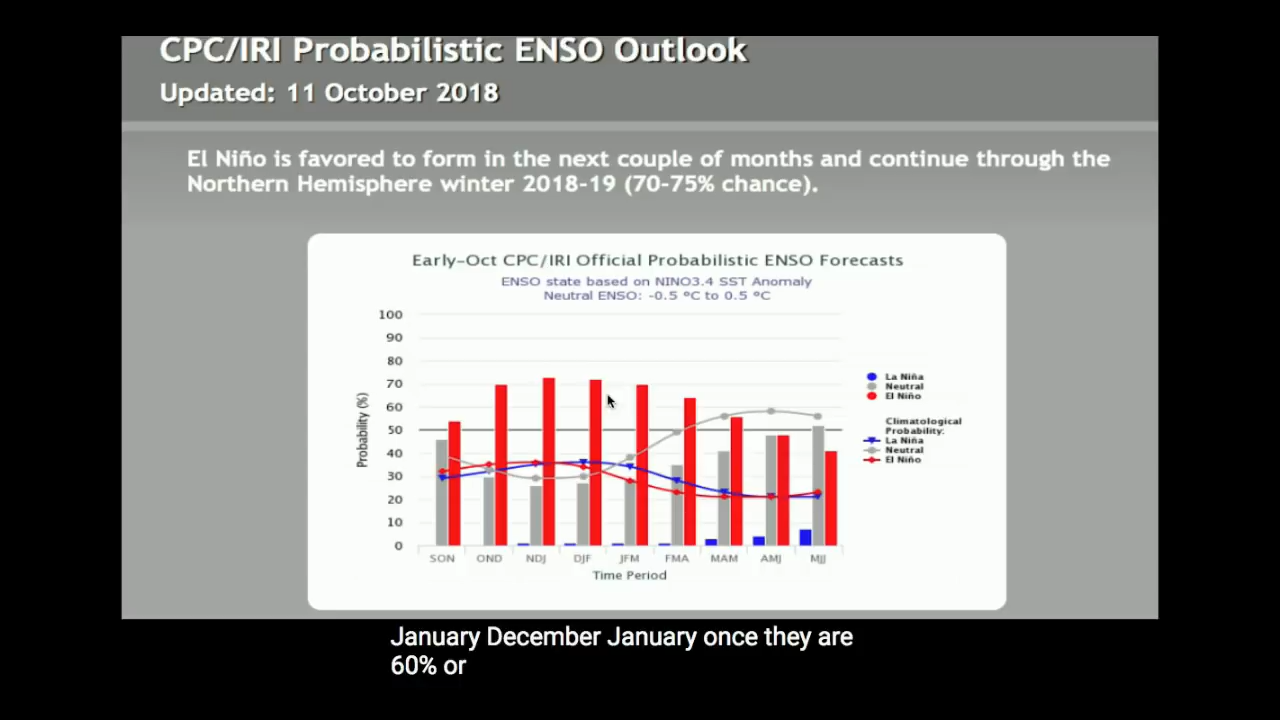 CPC/IRI Probabilistic ENSO Outlook
Updated: 11 October 2018
El Niño is favored to form in the next couple of months and continue through the
Northern Hemisphere winter 2018-19 (70-75% chance).
Early-Oct CPC/IRI Official Probabilistic ENSO Forecasts
ENSO state based on NINO3.4 SST Anomaly
Neutral ENSO: -0.5 ºC to 0.5 ºC
100
90
80
70
60
50
40
30
20
10
0
Probability (%)
SON OND NDJ DJF JFM FMA MAM AMJ MJJ
Time Period
La Niña
Neutral
El Niño
Climatological
Probability:
La Niña
Neutral
El Niño
January December January once they are
60% or